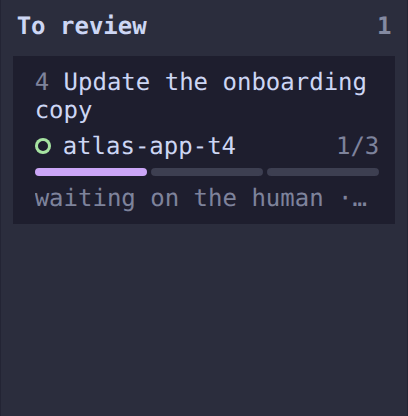 To review 1
4 Update the onboarding
copy
atlas-app-t4 1/3
waiting on the human ·…